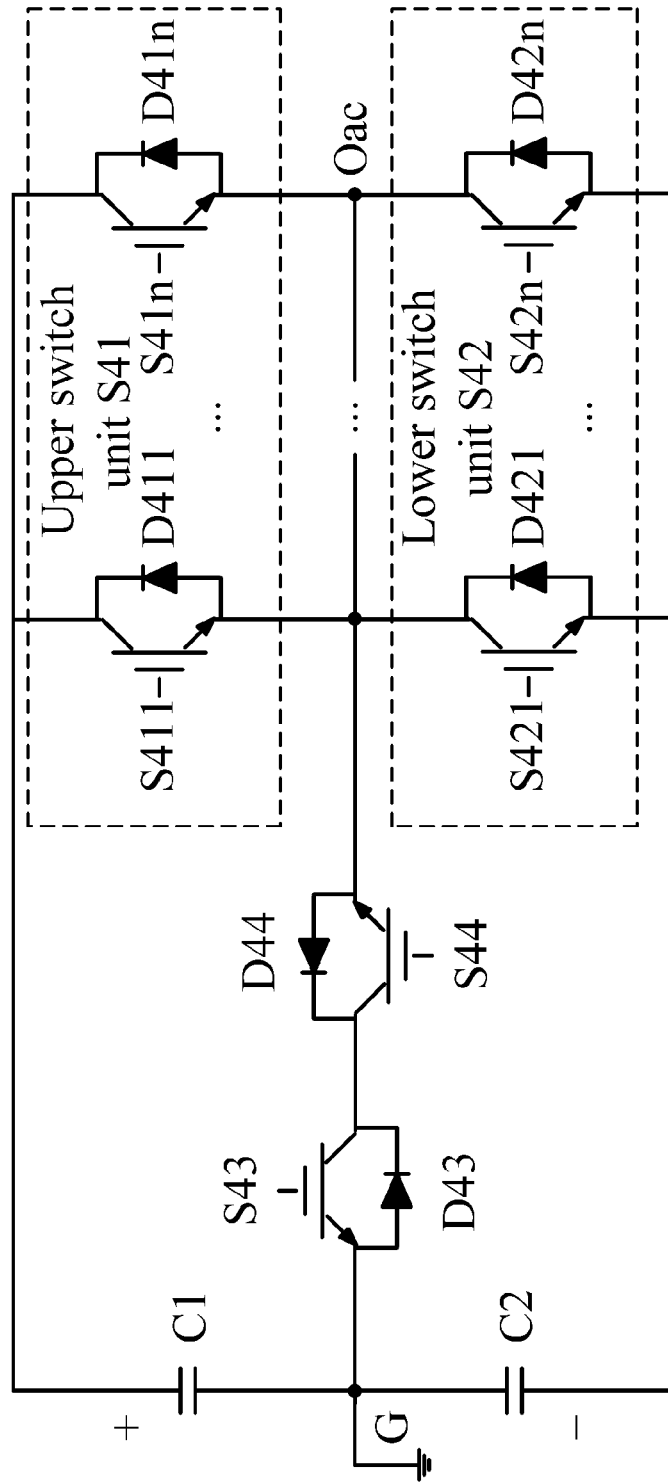 Upper switch
unit S41
D411
D41n
S411
S41n
...
C1
+
S43
D44
Oac
...
G
D43
S44
Lower switch
unit S42
D421
D42n
S421
S42n
...
C2
−